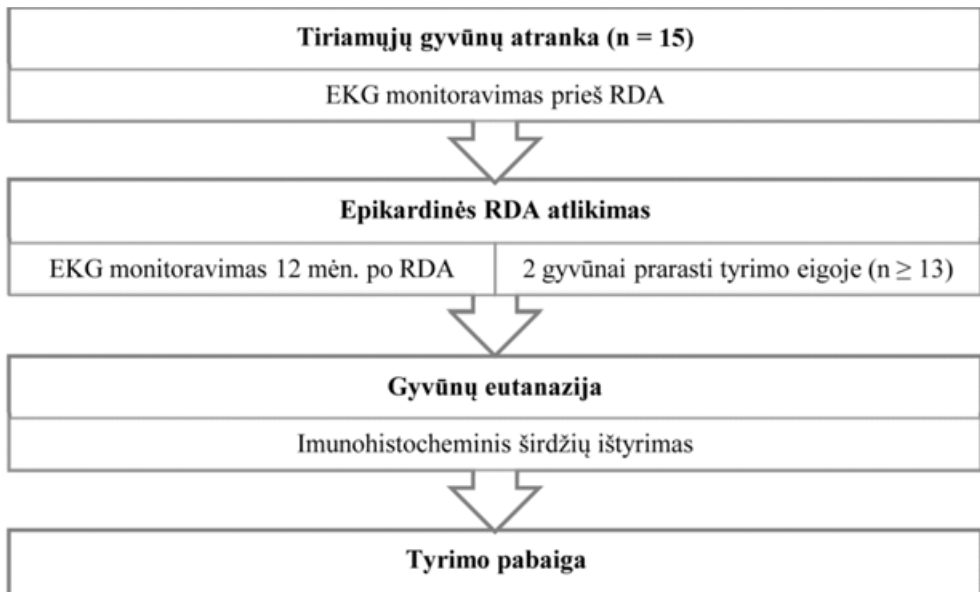 Tiriamųjų gyvūnų atranka (n = 15)
EKG monitoravimas prieš RDA
Epikardinės RDA atlikimas
EKG monitoravimas 12 mėn. po RDA
2 gyvūnai prarasti tyrimo eigoje (n ≥ 13)
Gyvūnų eutanazija
Imunohistocheminis širdžių ištyrimas
Tyrimo pabaiga